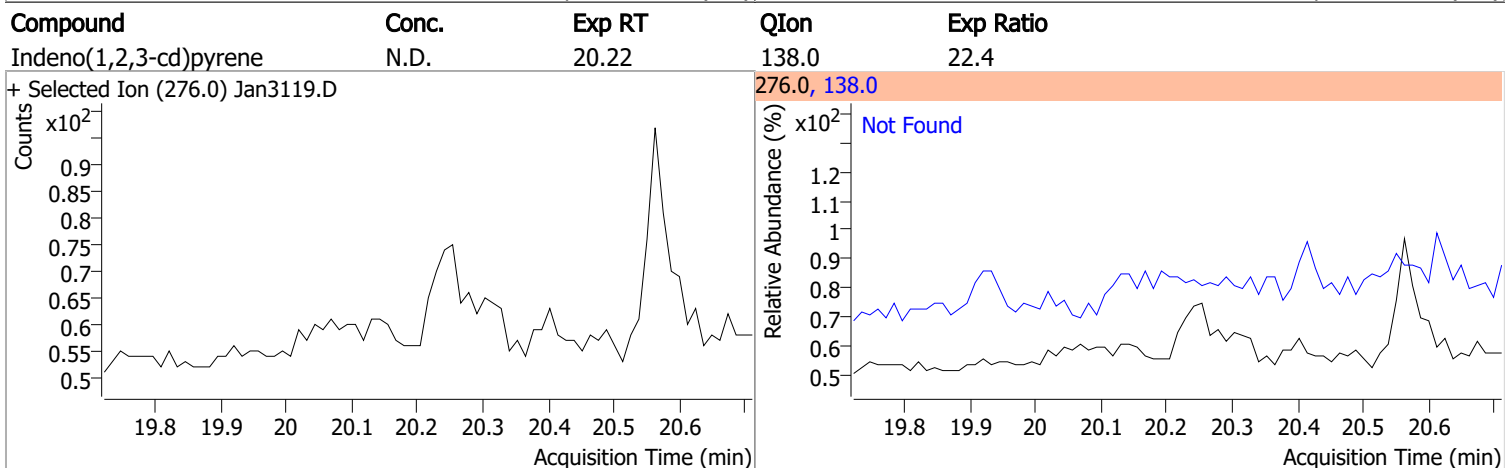 Compound Conc. Exp RT QIon Exp Ratio
Indeno(1,2,3-cd)pyrene N.D. 20.22 138.0 22.4
+ Selected Ion (276.0) Jan3119.D
Counts
x10²
0.9
0.85
0.8
0.75
0.7
0.65
0.6
0.55
0.5
19.8 19.9 20 20.1 20.2 20.3 20.4 20.5 20.6
Acquisition Time (min)
276.0, 138.0
Relative Abundance (%)
x10²
Not Found
1.2
1.1
1
0.9
0.8
0.7
0.6
0.5
19.8 19.9 20 20.1 20.2 20.3 20.4 20.5 20.6
Acquisition Time (min)